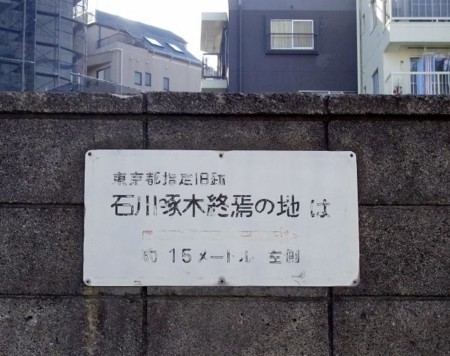 東京都指定旧跡
石川啄木終焉の地は
約 15メートル 左側